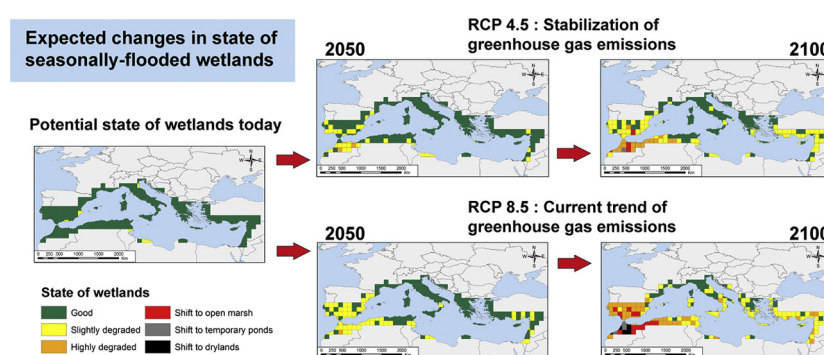 Expected changes in state of
seasonally-flooded wetlands
RCP 4.5 : Stabilization of
greenhouse gas emissions
2050
2100
Potential state of wetlands today
RCP 8.5 : Current trend of
greenhouse gas emissions
2050
2100
State of wetlands
Good
Slightly degraded
Highly degraded
Shift to open marsh
Shift to temporary ponds
Shift to drylands